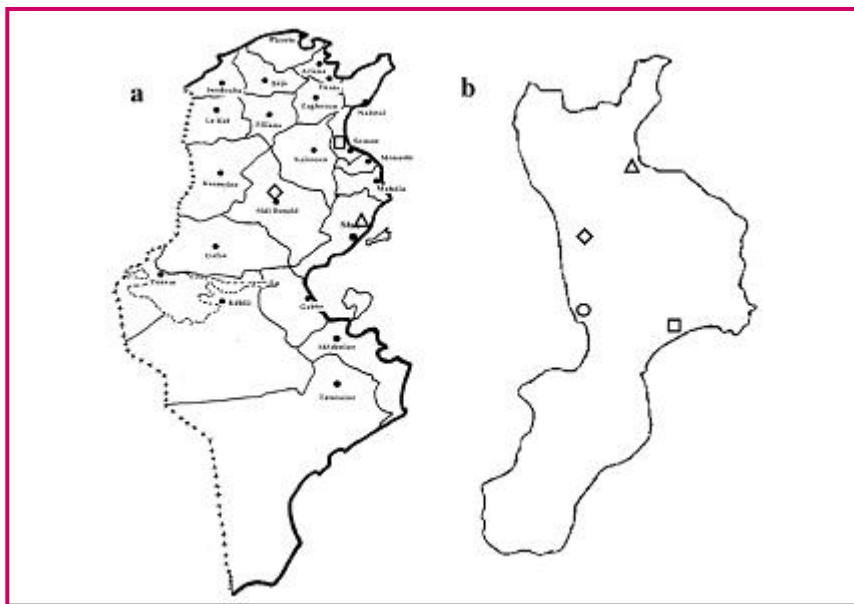 a
b
Bizerte
Ariana
Tunis
Beja
Jendouba
Zaghouan
Nabeul
Le Kef
Siliana
Sousse
Kairouan
Monastir
Kasserine
Mahdia
Sidi Bouzid
Gafsa
Tozeur
Kebili
Gabes
Médenine
Tataouine